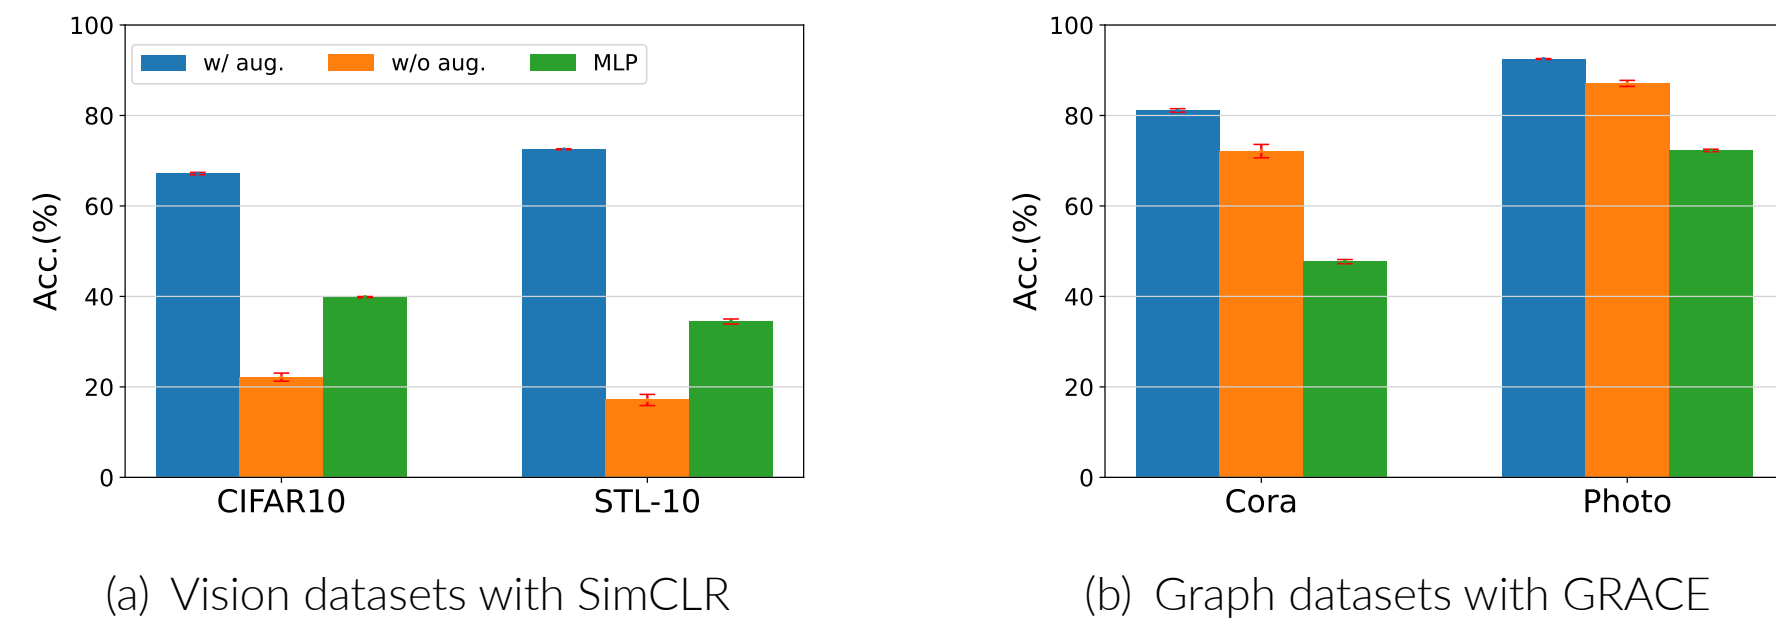 100
80
60
40
20
0
Acc.(%)
w/ aug.
w/o aug.
MLP
CIFAR10
STL-10
(a) Vision datasets with SimCLR
100
80
60
40
20
0
Acc.(%)
Cora
Photo
(b) Graph datasets with GRACE